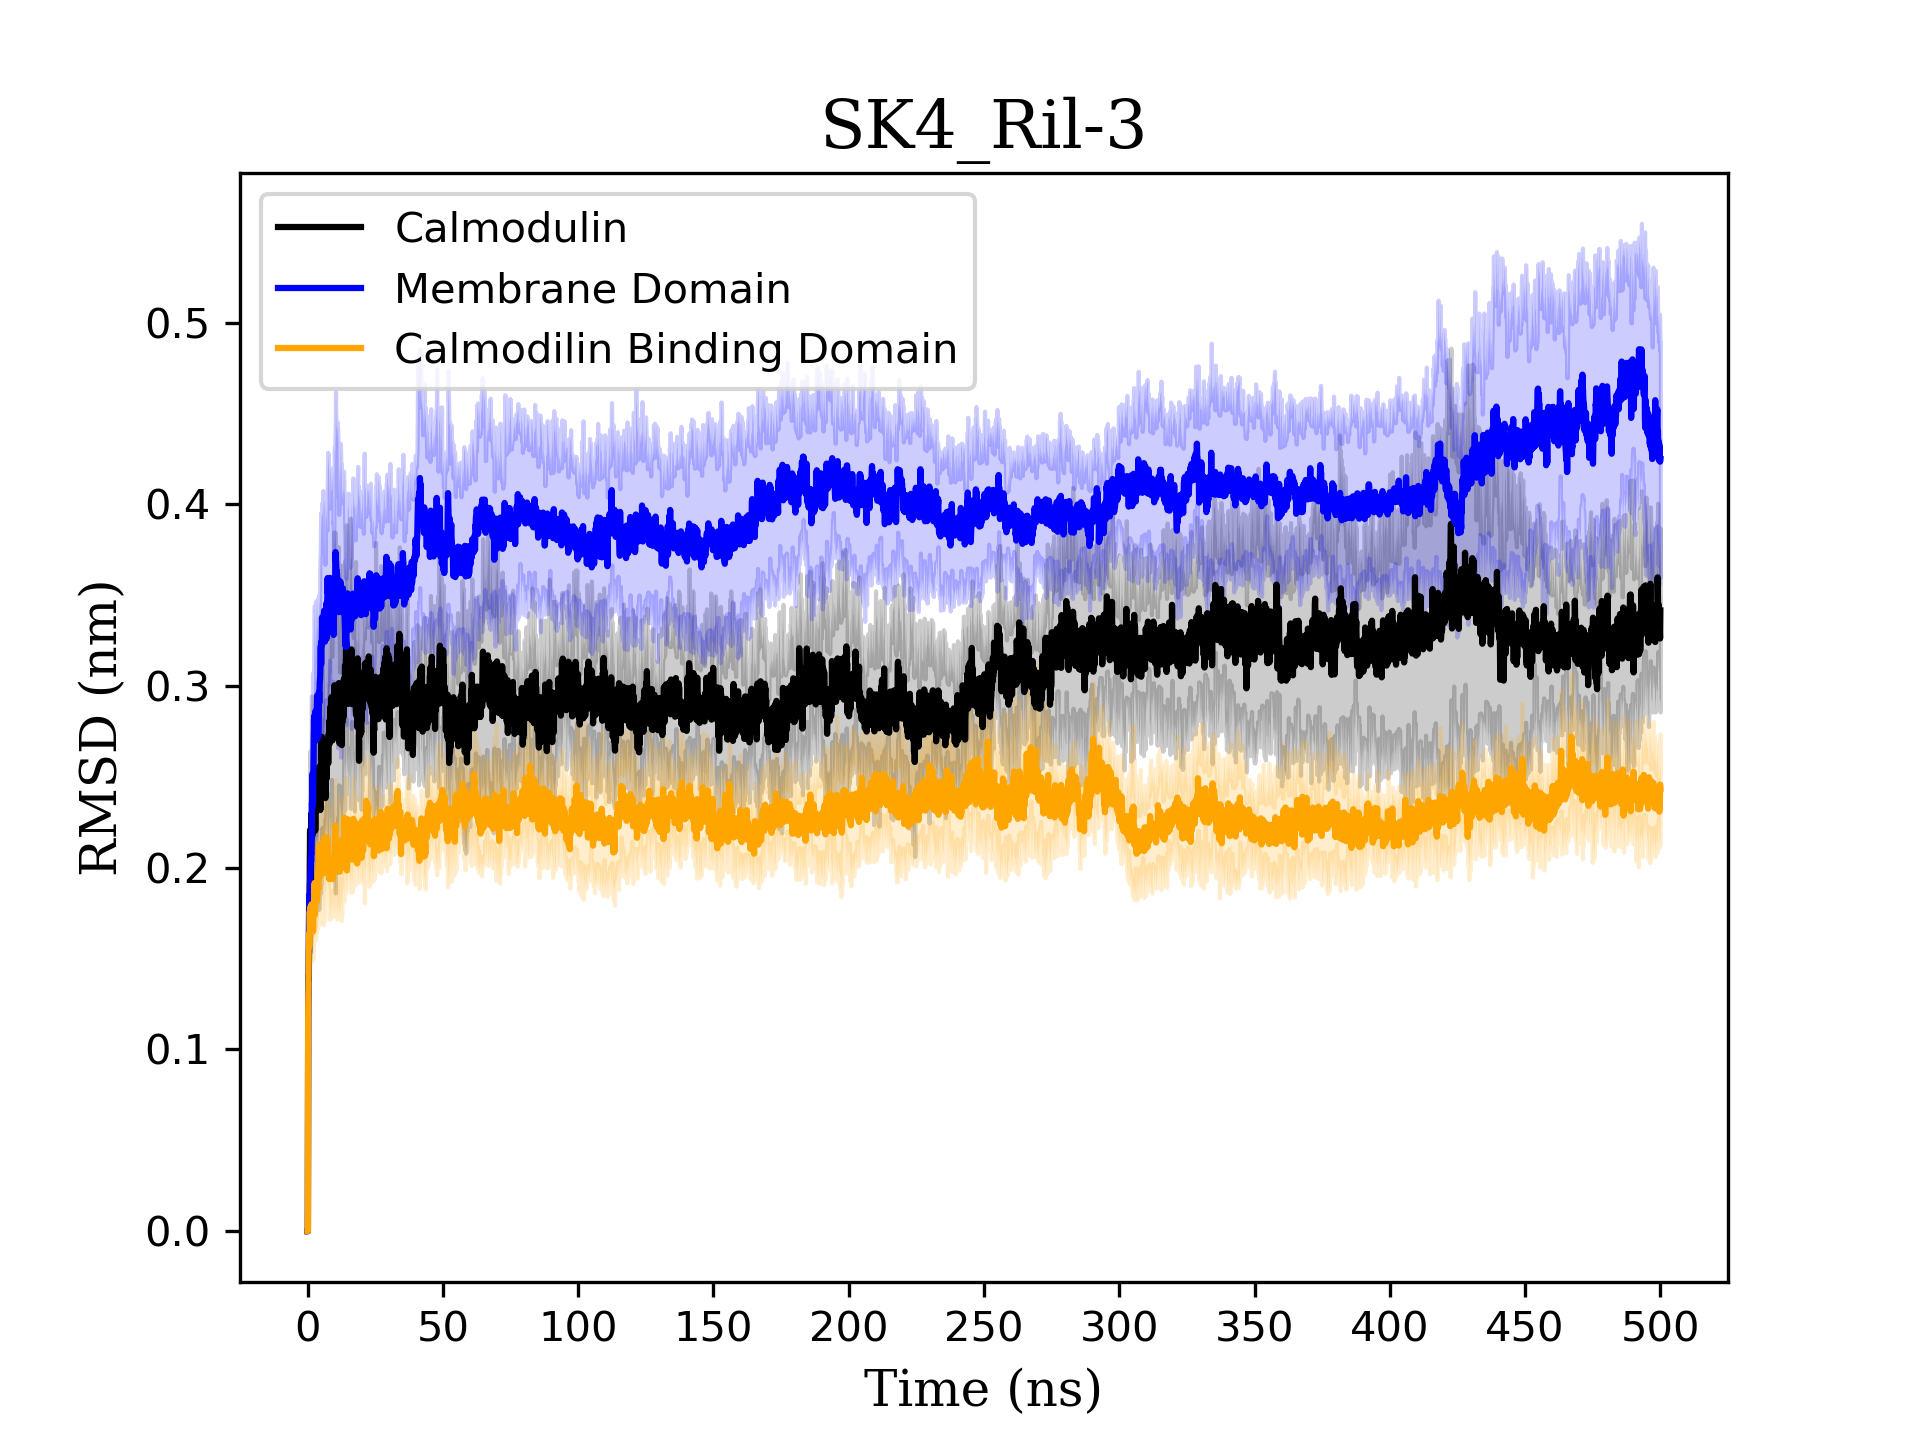 SK4_Ril-3
Calmodulin
Membrane Domain
Calmodilin Binding Domain
RMSD (nm)
0.5
0.4
0.3
0.2
0.1
0.0
0 50 100 150 200 250 300 350 400 450 500
Time (ns)